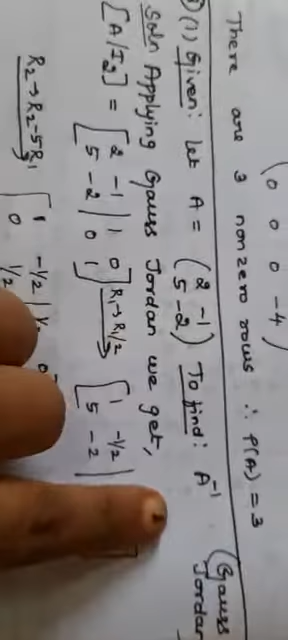 ( 0 0 0 -4 )
There are 3 nonzero rows ∴ ρ(A) = 3
(1) Given: Let A = ( 2 -1
5 -2 ) To find: A⁻¹ (Gauss Jordan
Soln Applying Gauss Jordan we get,
[A/I₂] = [ 2 -1 | 1 0
5 -2 | 0 1 ] R₁→R₁/2 [ 1 -1/2 |
5 -2 |
R₂→R₂-5R₁ [ 1 -1/2 |
0 1/2